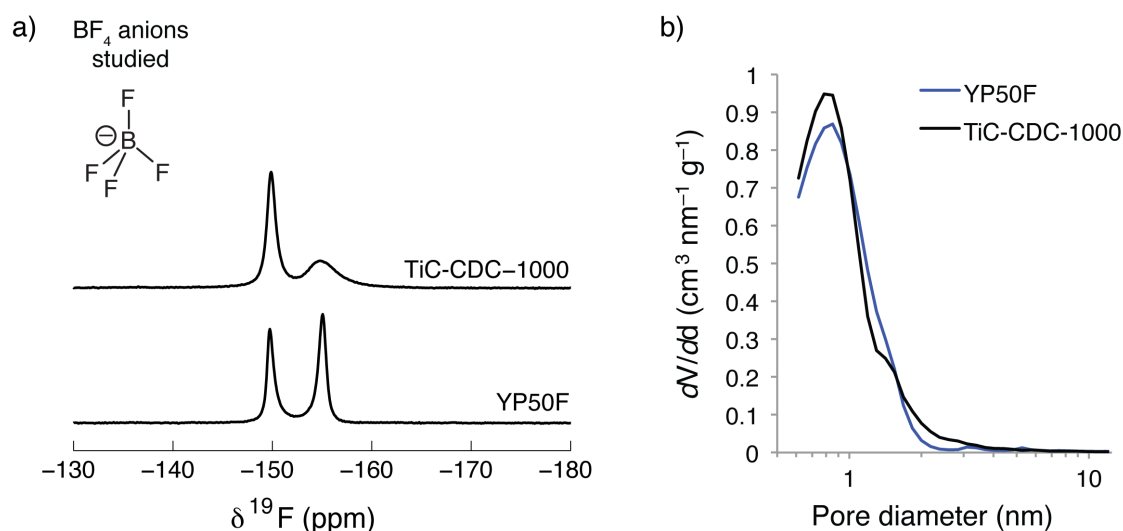 a)
BF4 anions
studied
F
⊖
B
F
F
F
TiC-CDC–1000
YP50F
−130
−140
−150
−160
−170
−180
δ 19F (ppm)
b)
1
0.9
0.8
0.7
0.6
0.5
0.4
0.3
0.2
0.1
0
dV/dd (cm3 nm−1 g−1)
YP50F
TiC-CDC-1000
1
10
Pore diameter (nm)